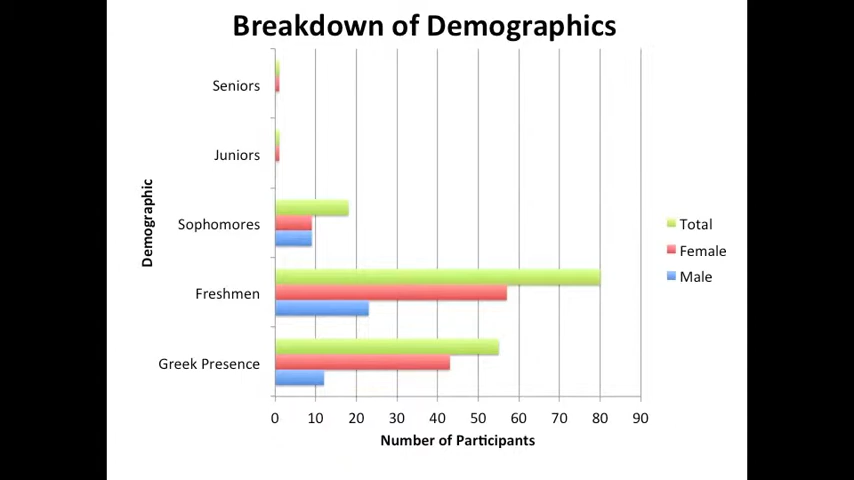 Breakdown of Demographics
Seniors
Juniors
Sophomores
Freshmen
Greek Presence
Demographic
0 10 20 30 40 50 60 70 80 90
Number of Participants
Total
Female
Male